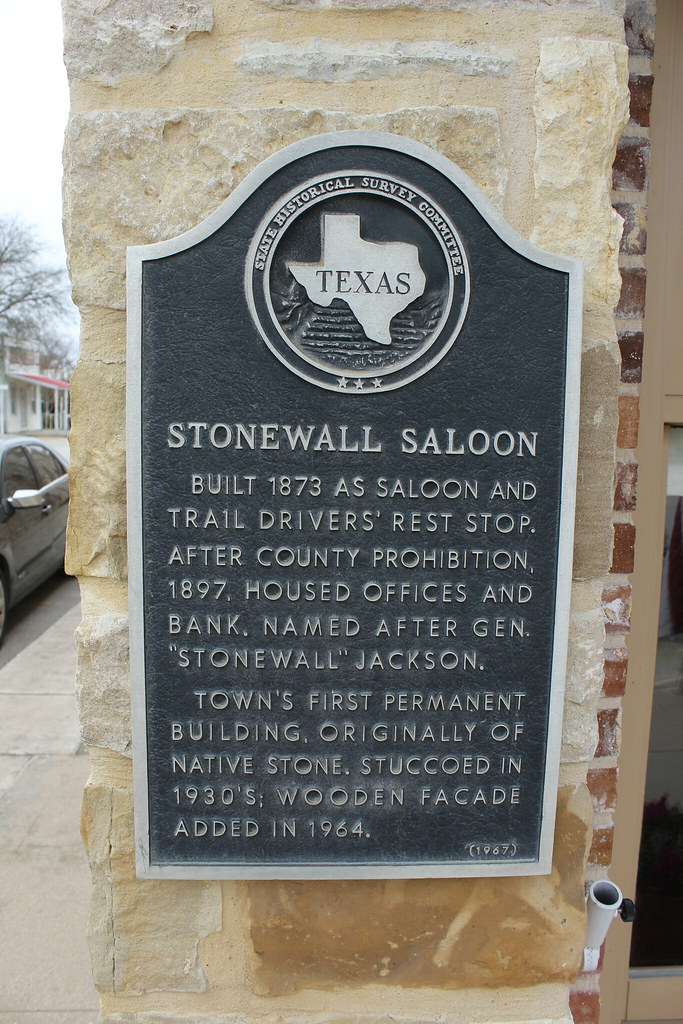 STATE HISTORICAL SURVEY COMMITTEE
TEXAS
STONEWALL SALOON
BUILT 1873 AS SALOON AND
TRAIL DRIVERS' REST STOP.
AFTER COUNTY PROHIBITION,
1897, HOUSED OFFICES AND
BANK. NAMED AFTER GEN.
"STONEWALL" JACKSON.
TOWN'S FIRST PERMANENT
BUILDING, ORIGINALLY OF
NATIVE STONE. STUCCOED IN
1930'S; WOODEN FACADE
ADDED IN 1964.
(1967)